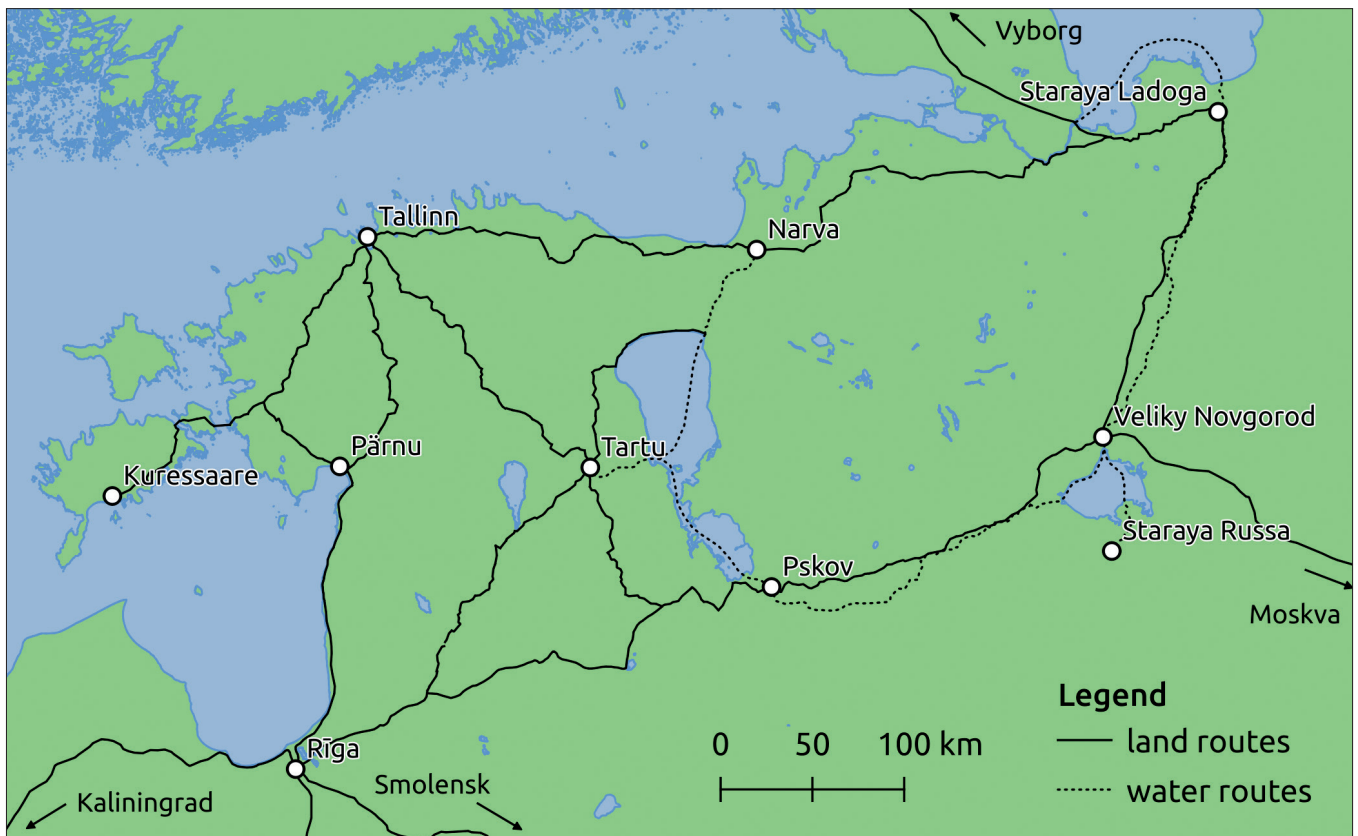 Vyborg
Staraya Ladoga
Tallinn
Narva
Veliky Novgorod
Pärnu
Tartu
Kuressaare
Staraya Russa
Pskov
Moskva
Legend
Rīga
0 50 100 km
land routes
Smolensk
Kaliningrad
water routes